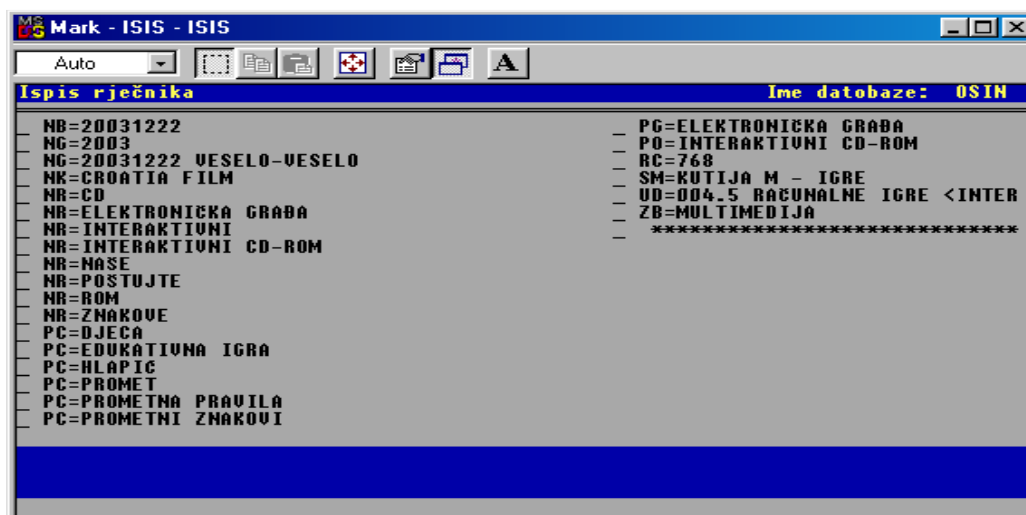 Mark - ISIS - ISIS
Auto
A
Ispis rječnika Ime datobaze: OSIN
_ NB=20031222
_ NG=2003
_ NG=20031222 VESELO-VESELO
_ NK=CROATIA FILM
_ NR=CD
_ NR=ELEKTRONIČKA GRAĐA
_ NR=INTERAKTIVNI
_ NR=INTERAKTIVNI CD-ROM
_ NR=NAŠE
_ NR=POŠTUJTE
_ NR=ROM
_ NR=ZNAKOVE
_ PC=DJECA
_ PC=EDUKATIVNA IGRA
_ PC=HLAPIĆ
_ PC=PROMET
_ PC=PROMETNA PRAVILA
_ PC=PROMETNI ZNAKOVI
_ PG=ELEKTRONIČKA GRAĐA
_ PO=INTERAKTIVNI CD-ROM
_ RC=768
_ SM=KUTIJA M - IGRE
_ UD=004.5 RAČUNALNE IGRE <INTER
_ ZB=MULTIMEDIJA
_ *****************************